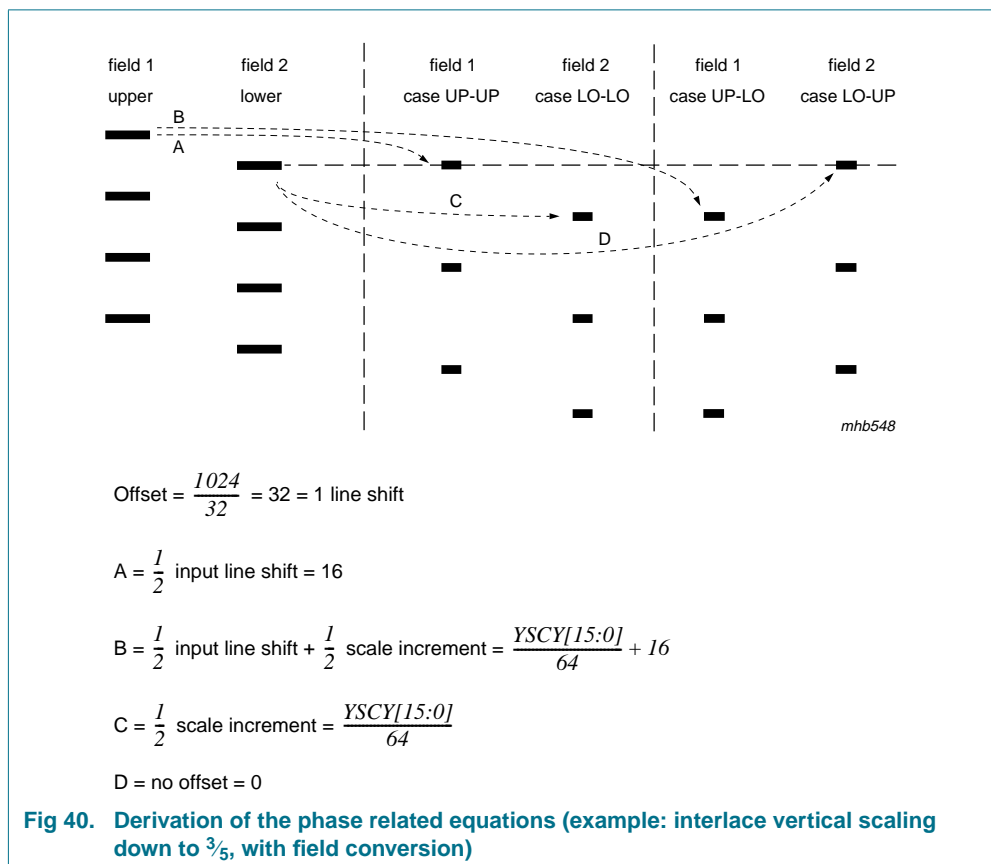 field 1 field 2 field 1 field 2 field 1 field 2
upper lower case UP-UP case LO-LO case UP-LO case LO-UP
B
A
C
D
mhb548
Offset = 1024/32 = 32 = 1 line shift
A = 1/2 input line shift = 16
B = 1/2 input line shift + 1/2 scale increment = YSCY[15:0]/64 + 16
C = 1/2 scale increment = YSCY[15:0]/64
D = no offset = 0
Fig 40. Derivation of the phase related equations (example: interlace vertical scaling
down to 3⁄5, with field conversion)